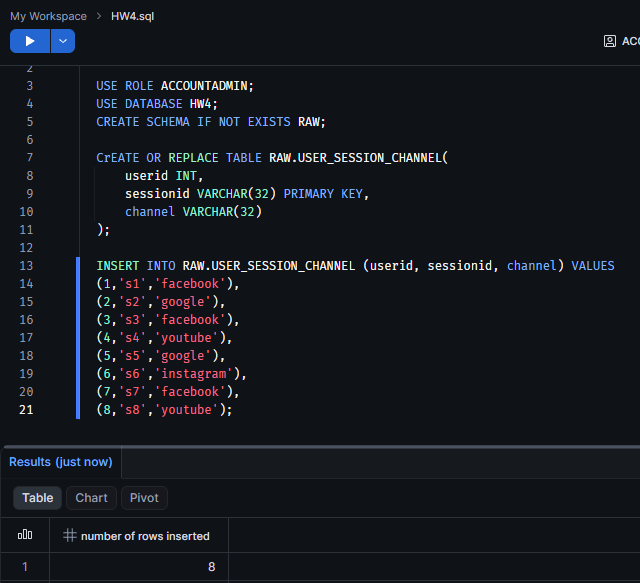 My Workspace > HW4.sql
ACC
2
3 USE ROLE ACCOUNTADMIN;
4 USE DATABASE HW4;
5 CREATE SCHEMA IF NOT EXISTS RAW;
6
7 CrEATE OR REPLACE TABLE RAW.USER_SESSION_CHANNEL(
8 userid INT,
9 sessionid VARCHAR(32) PRIMARY KEY,
10 channel VARCHAR(32)
11 );
12
13 INSERT INTO RAW.USER_SESSION_CHANNEL (userid, sessionid, channel) VALUES
14 (1,'s1','facebook'),
15 (2,'s2','google'),
16 (3,'s3','facebook'),
17 (4,'s4','youtube'),
18 (5,'s5','google'),
19 (6,'s6','instagram'),
20 (7,'s7','facebook'),
21 (8,'s8','youtube');
Results (just now)
Table Chart Pivot
# number of rows inserted
1 8